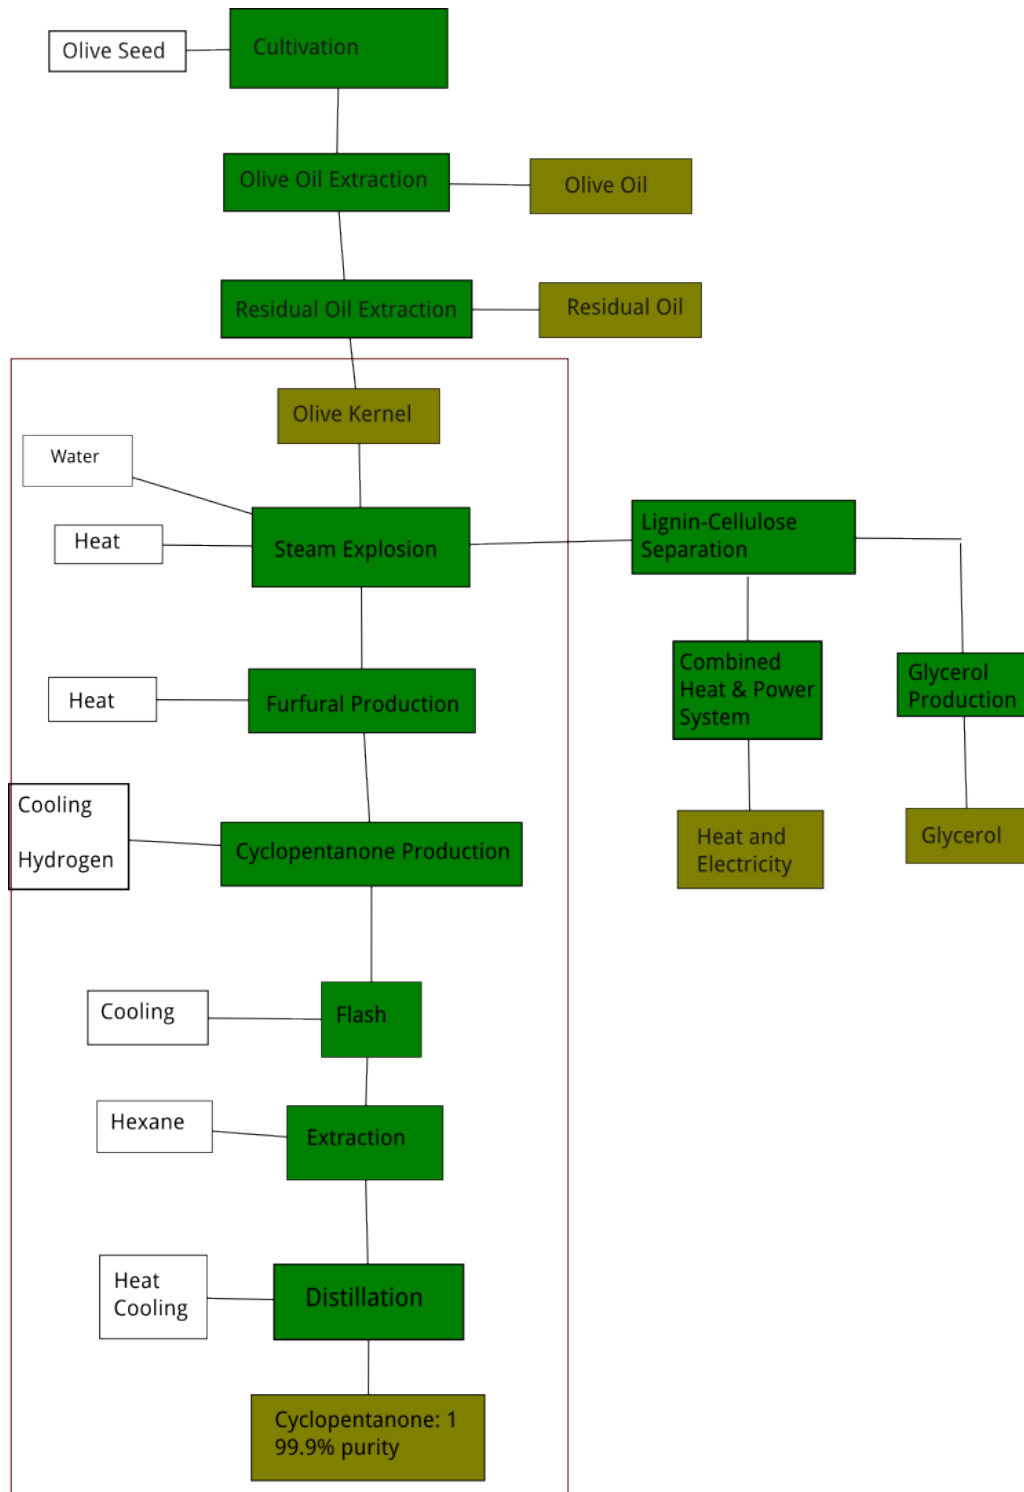 Olive Seed
Cultivation
Olive Oil Extraction
Olive Oil
Residual Oil Extraction
Residual Oil
Olive Kernel
Water
Heat
Steam Explosion
Lignin-Cellulose
Separation
Heat
Furfural Production
Combined
Heat & Power
System
Glycerol
Production
Cooling
Hydrogen
Cyclopentanone Production
Heat and
Electricity
Glycerol
Cooling
Flash
Hexane
Extraction
Heat
Cooling
Distillation
Cyclopentanone: 1
99.9% purity